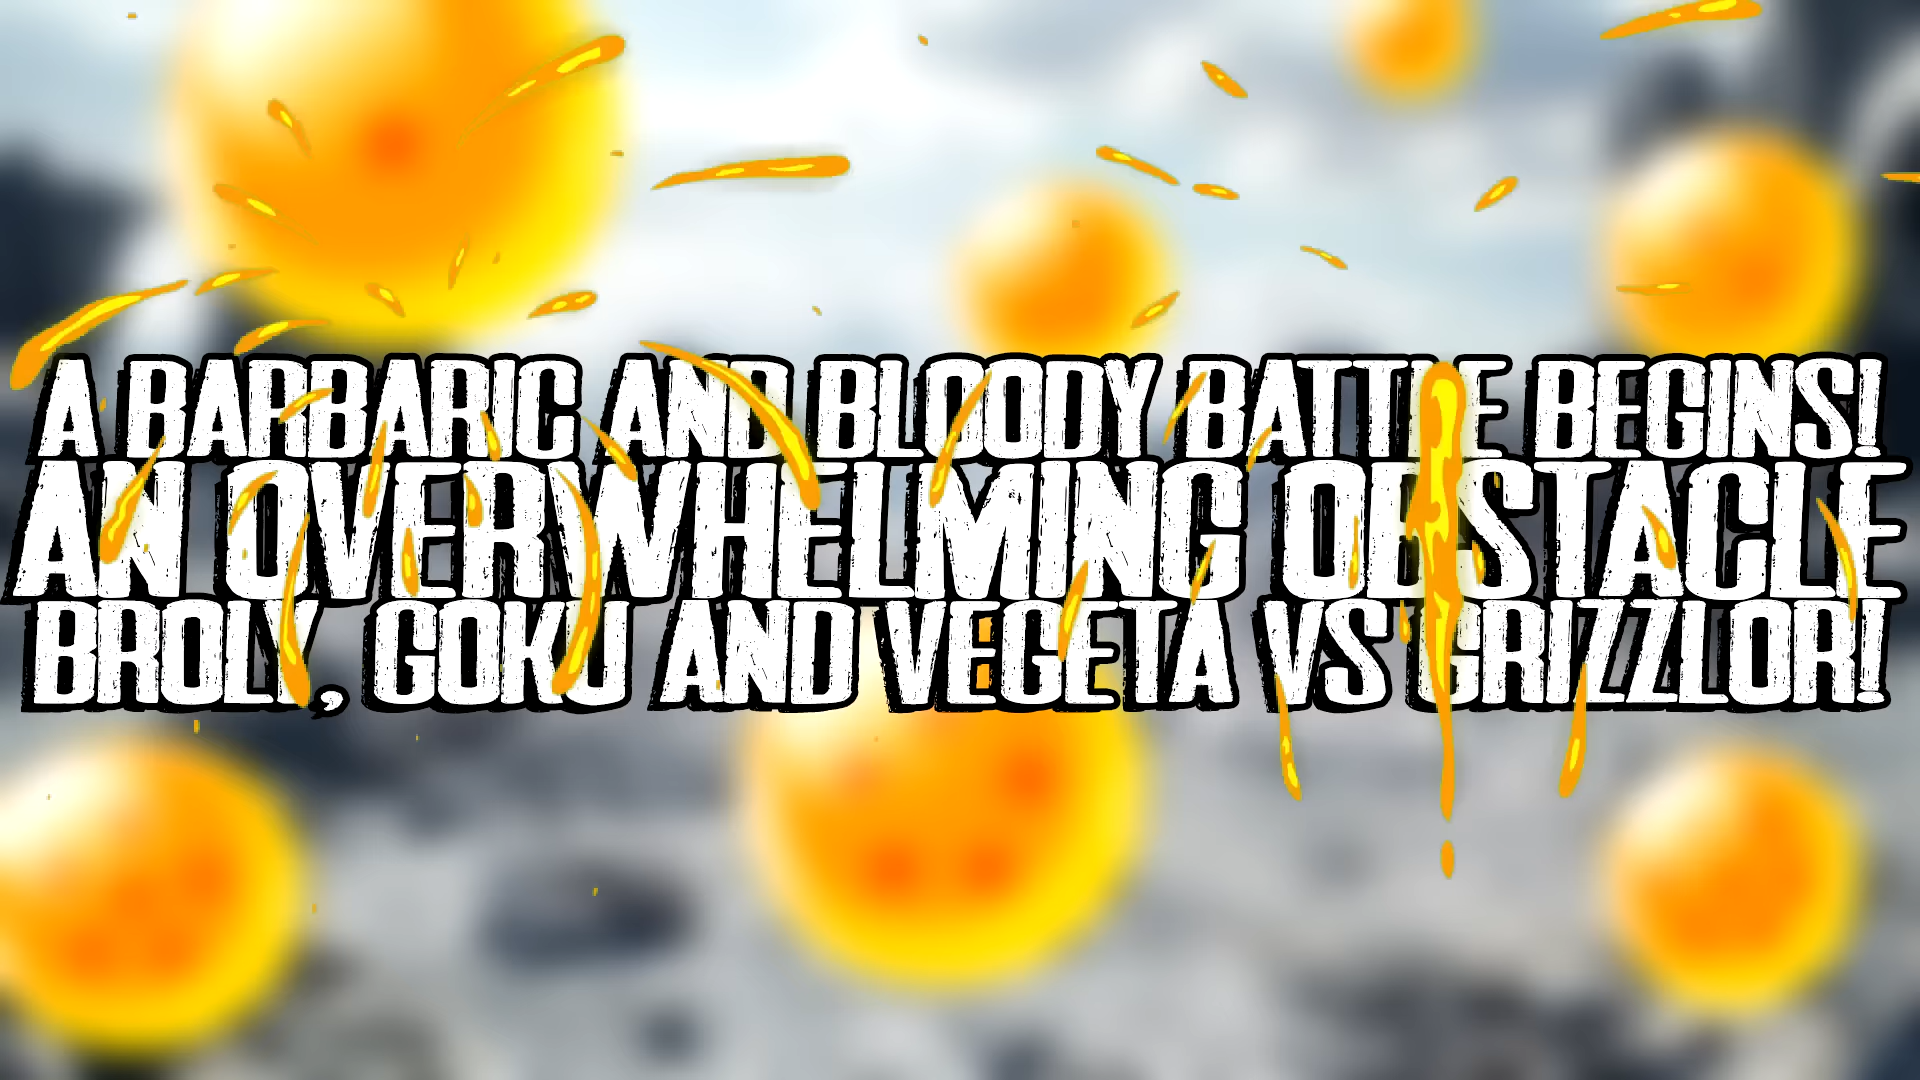 A BARBARIC AND BLOODY BATTLE BEGINS!
AN OVERWHELMING OBSTACLE
BROLY, GOKU AND VEGETA VS GRIZZLOR!